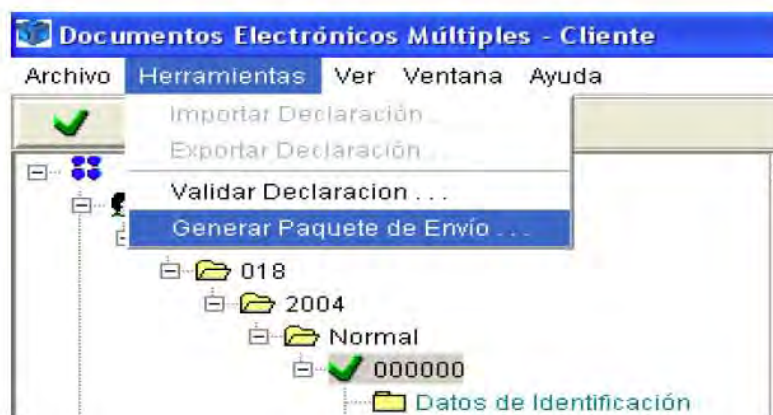 Documentos Electrónicos Múltiples - Cliente
Archivo Herramientas Ver Ventana Ayuda
Importar Declaración . . .
Exportar Declaración . . .
Validar Declaracion . . .
Generar Paquete de Envío . . .
018
2004
Normal
000000
Datos de Identificación